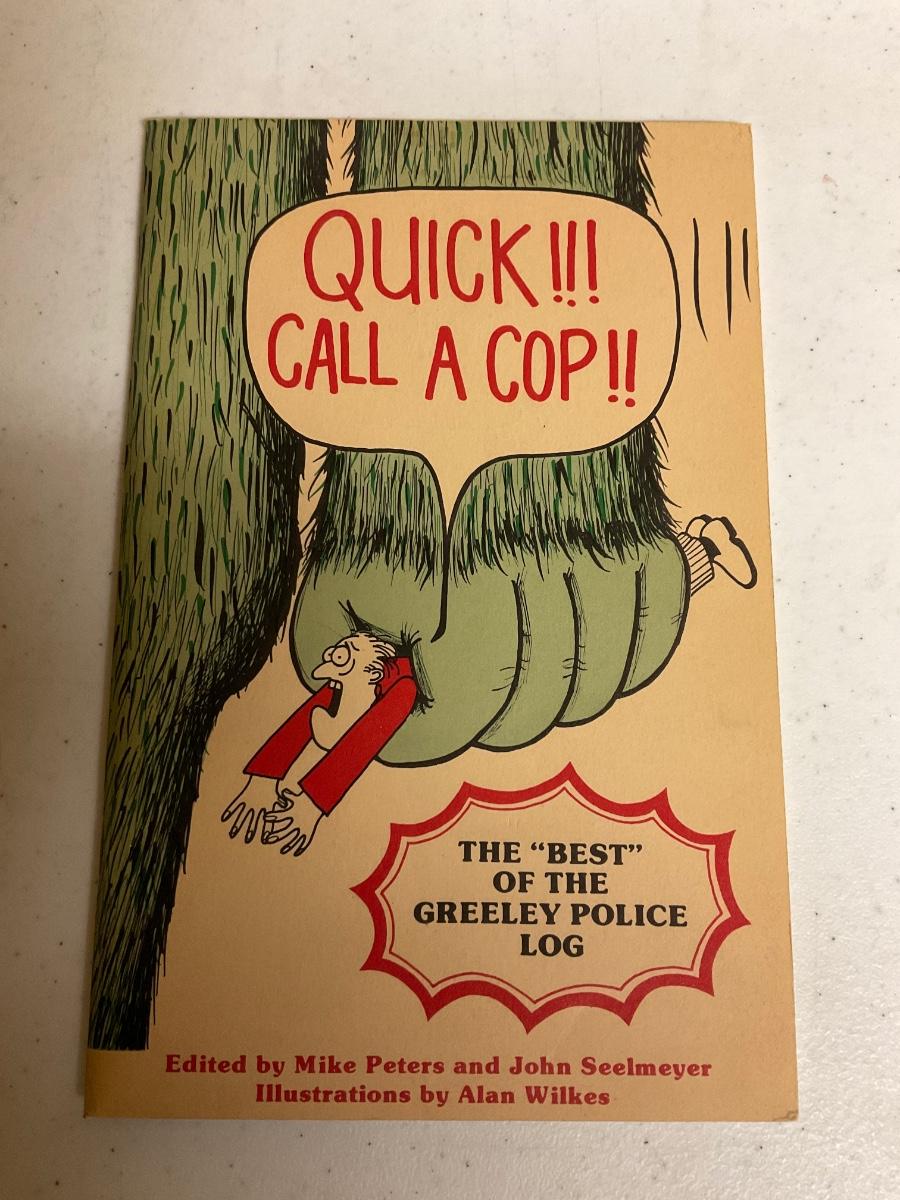 QUICK!!!
CALL A COP!!
THE “BEST”
OF THE
GREELEY POLICE
LOG
Edited by Mike Peters and John Seelmeyer
Illustrations by Alan Wilkes